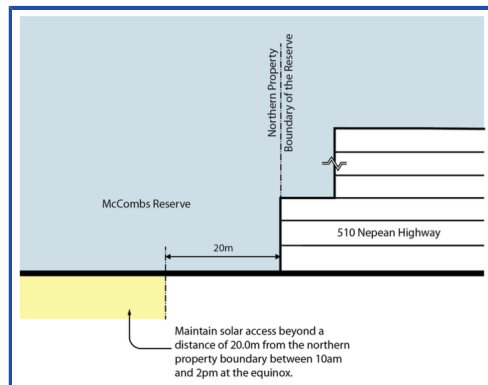 Northern Property
Boundary of the Reserve
McCombs Reserve
510 Nepean Highway
20m
Maintain solar access beyond a
distance of 20.0m from the northern
property boundary between 10am
and 2pm at the equinox.